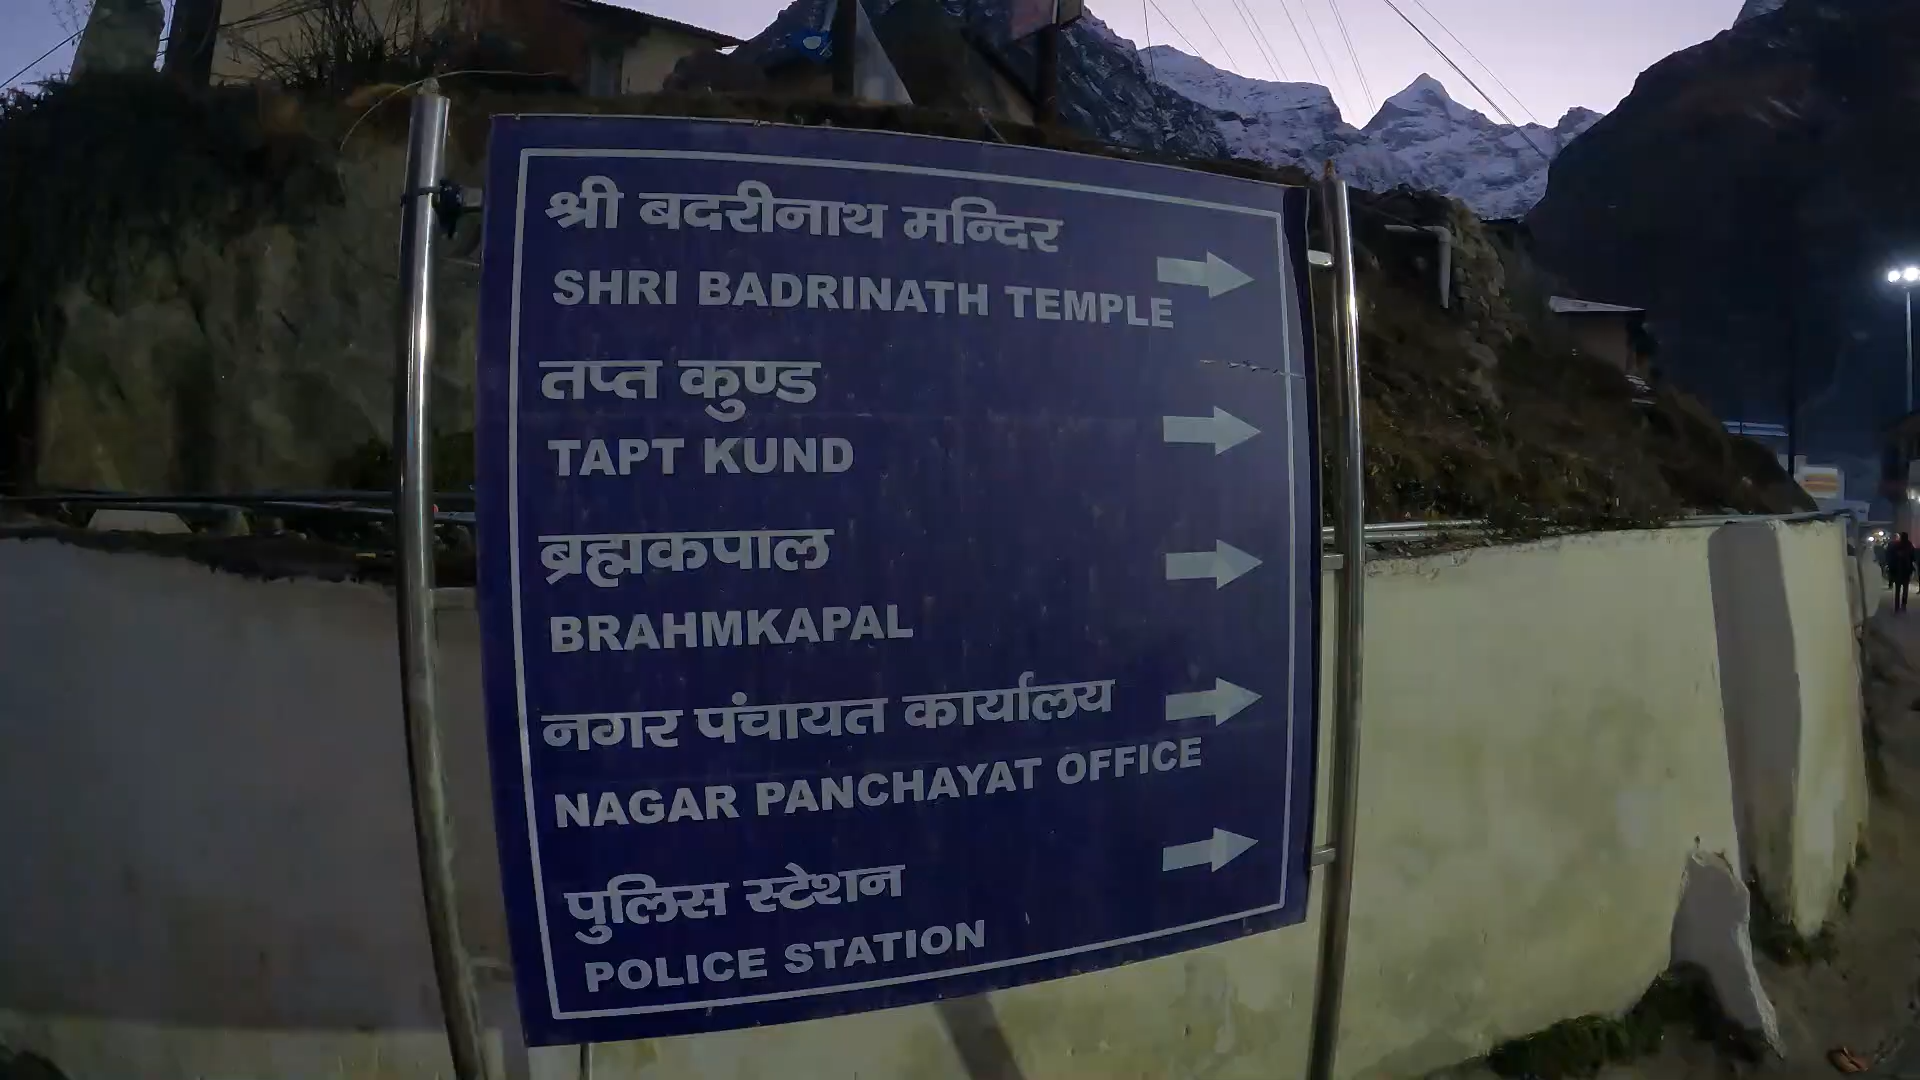 श्री बदरीनाथ मन्दिर
SHRI BADRINATH TEMPLE
तप्त कुण्ड
TAPT KUND
ब्रह्मकपाल
BRAHMKAPAL
नगर पंचायत कार्यालय
NAGAR PANCHAYAT OFFICE
पुलिस स्टेशन
POLICE STATION